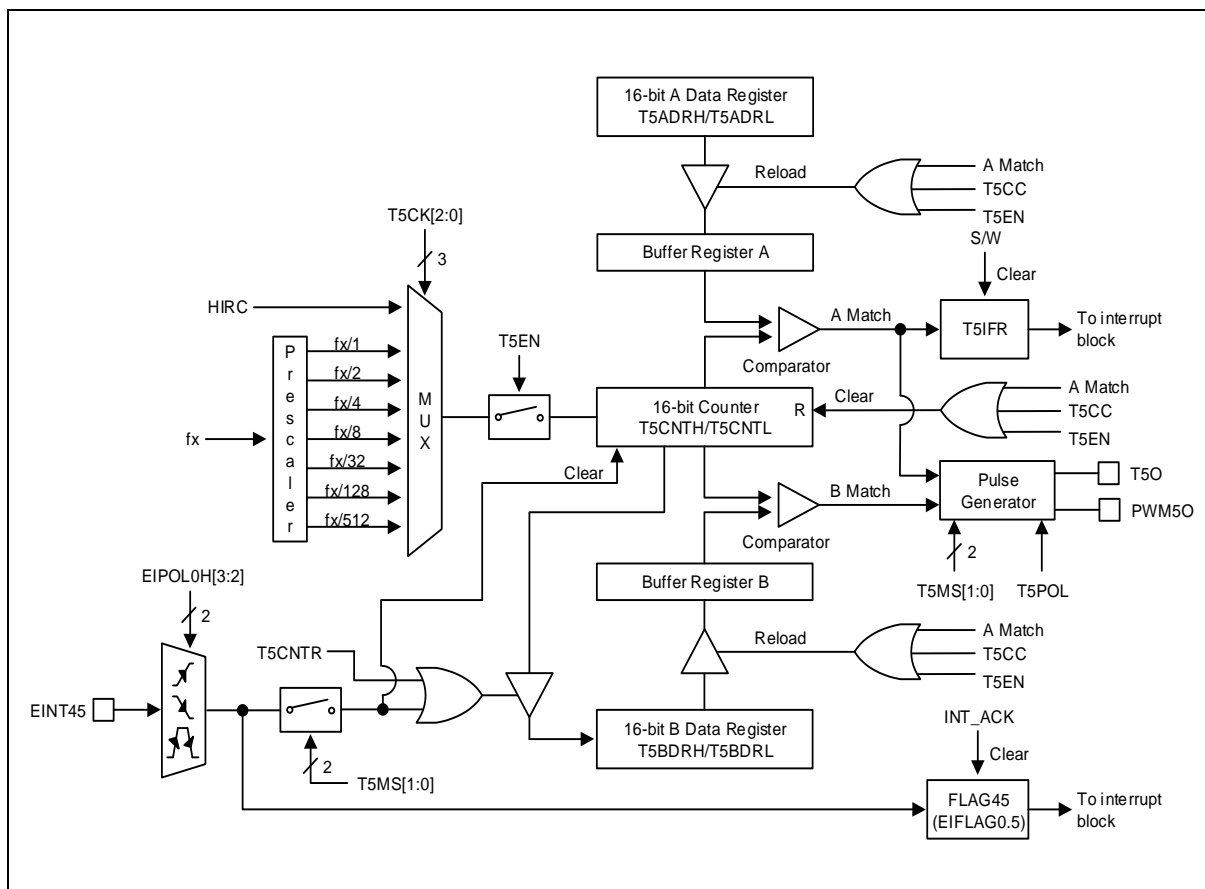 16-bit A Data Register
T5ADRH/T5ADRL
Reload
A Match
T5CC
T5EN
T5CK[2:0]
3
Buffer Register A
S/W
Clear
HIRC
A Match
T5IFR
To interrupt
block
Comparator
Prescaler
fx/1
fx/2
fx/4
fx/8
fx/32
fx/128
fx/512
fx
MUX
T5EN
16-bit Counter
T5CNTH/T5CNTL
R
Clear
A Match
T5CC
T5EN
Clear
B Match
Comparator
Pulse
Generator
T5O
PWM5O
2
T5MS[1:0]
T5POL
EIPOL0H[3:2]
2
Buffer Register B
T5CNTR
Reload
A Match
T5CC
T5EN
EINT45
2
T5MS[1:0]
16-bit B Data Register
T5BDRH/T5BDRL
INT_ACK
Clear
FLAG45
(EIFLAG0.5)
To interrupt
block